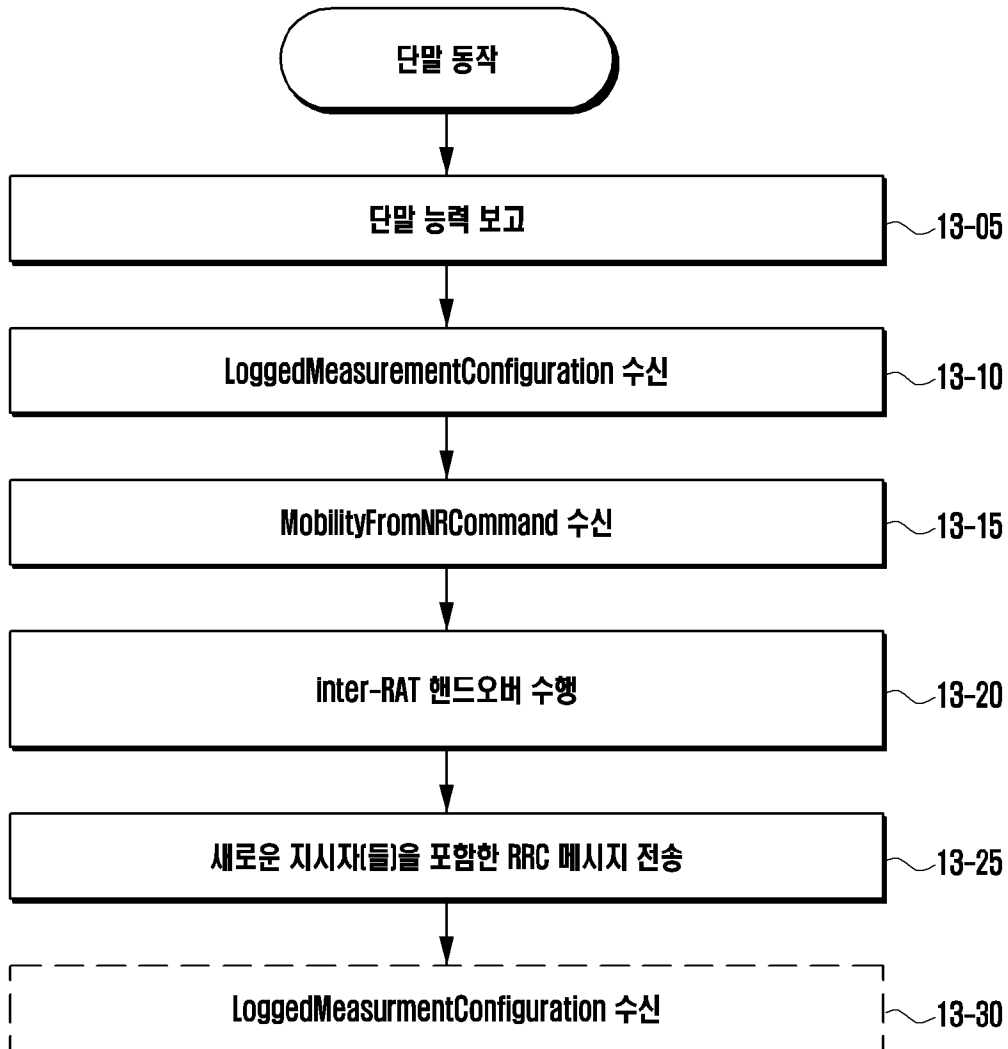 단말 동작
단말 능력 보고
13-05
LoggedMeasurementConfiguration 수신
13-10
MobilityFromNRCommand 수신
13-15
inter-RAT 핸드오버 수행
13-20
새로운 지시자(들)을 포함한 RRC 메시지 전송
13-25
LoggedMeasurmentConfiguration 수신
13-30